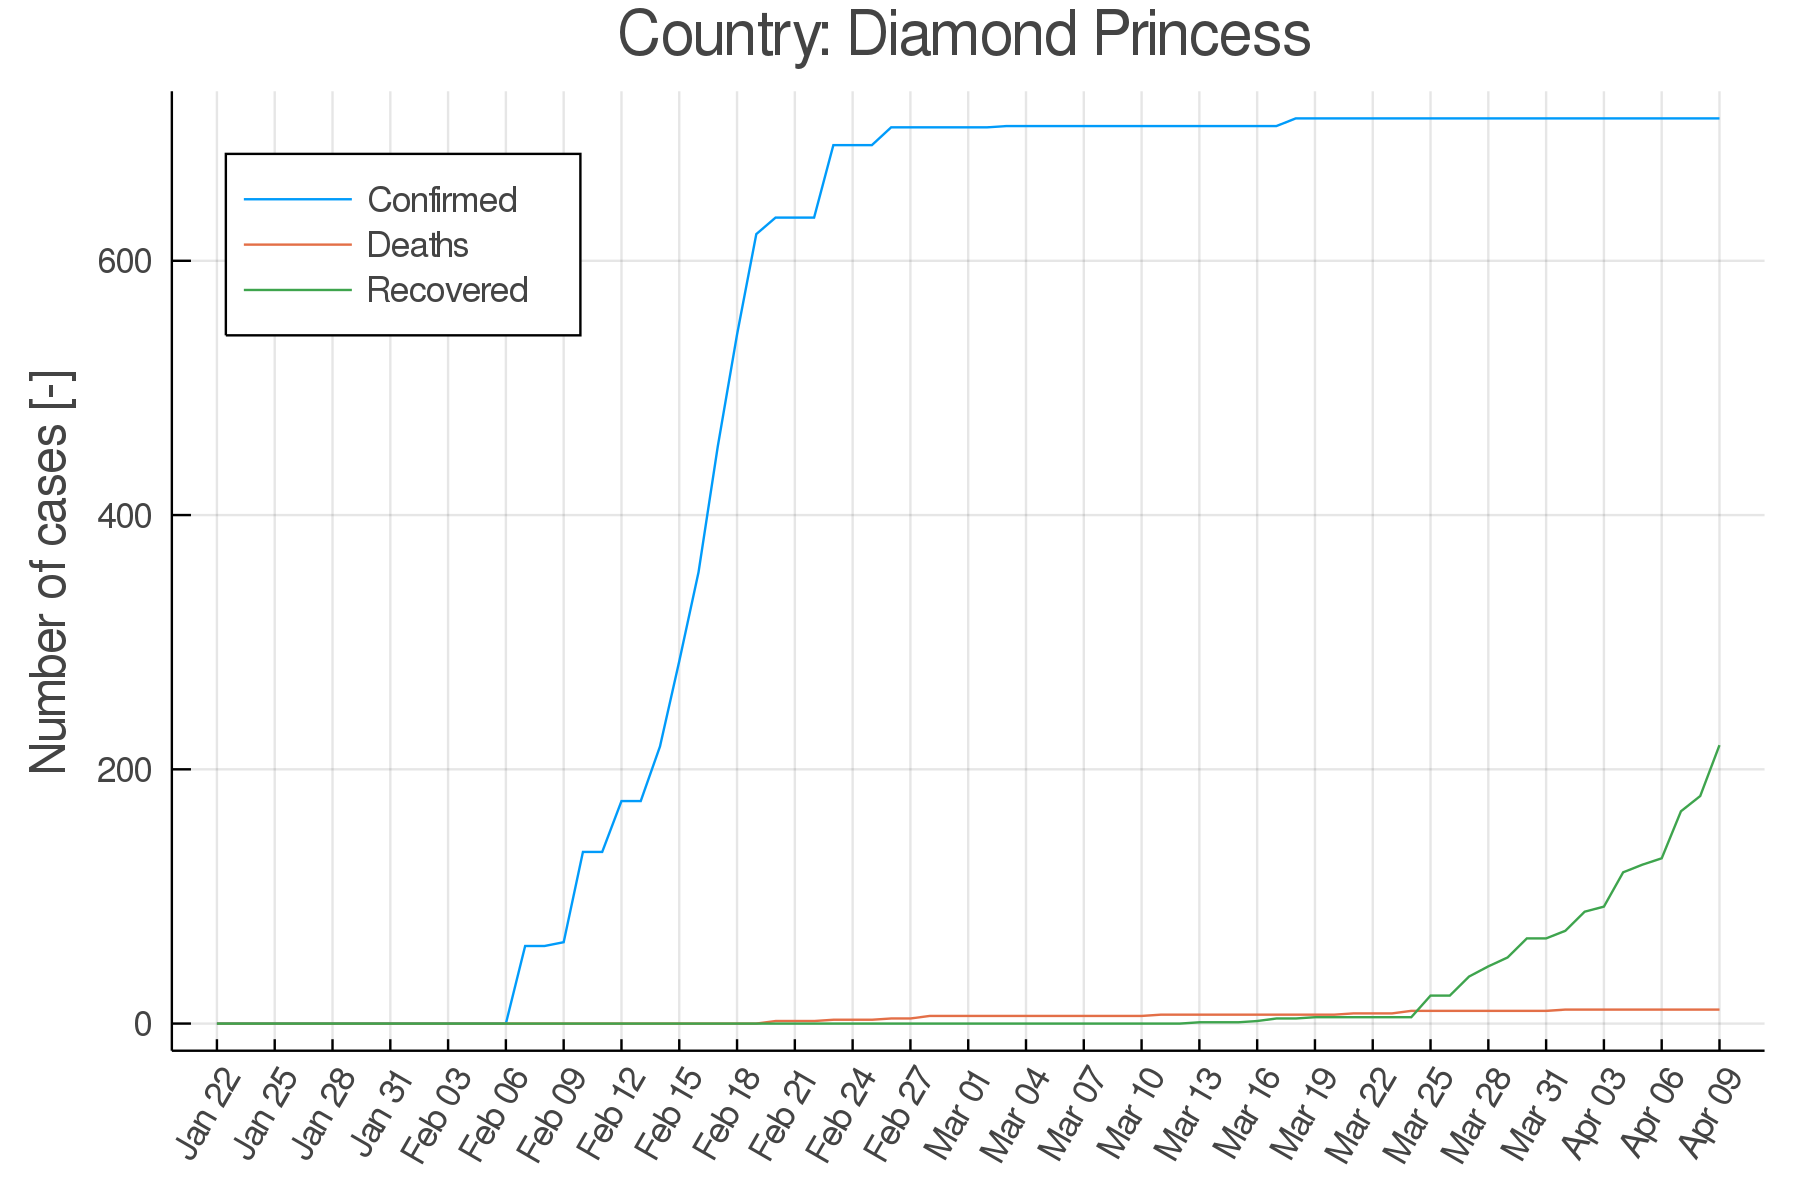 Country: Diamond Princess
Confirmed
Deaths
Recovered
Number of cases [-]
600
400
200
0
Jan 22
Jan 25
Jan 28
Jan 31
Feb 03
Feb 06
Feb 09
Feb 12
Feb 15
Feb 18
Feb 21
Feb 24
Feb 27
Mar 01
Mar 04
Mar 07
Mar 10
Mar 13
Mar 16
Mar 19
Mar 22
Mar 25
Mar 28
Mar 31
Apr 03
Apr 06
Apr 09